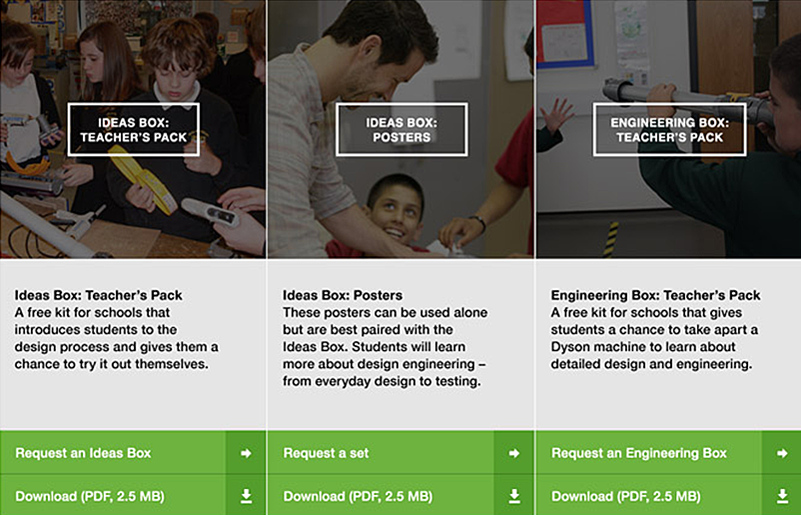 IDEAS BOX:
TEACHER'S PACK
IDEAS BOX:
POSTERS
ENGINEERING BOX:
TEACHER'S PACK
Ideas Box: Teacher's Pack
A free kit for schools that
introduces students to the
design process and gives them a
chance to try it out themselves.
Ideas Box: Posters
These posters can be used alone
but are best paired with the
Ideas Box. Students will learn
more about design engineering –
from everyday design to testing.
Engineering Box: Teacher's Pack
A free kit for schools that gives
students a chance to take apart a
Dyson machine to learn about
detailed design and engineering.
Request an Ideas Box
Request a set
Request an Engineering Box
Download (PDF, 2.5 MB)
Download (PDF, 2.5 MB)
Download (PDF, 2.5 MB)